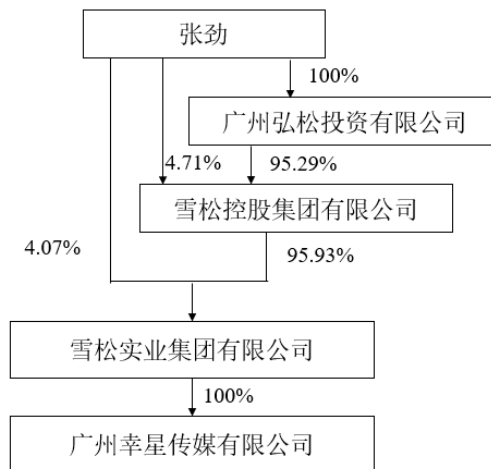 张劲
100%
广州弘松投资有限公司
4.71%
95.29%
雪松控股集团有限公司
4.07%
95.93%
雪松实业集团有限公司
100%
广州幸星传媒有限公司